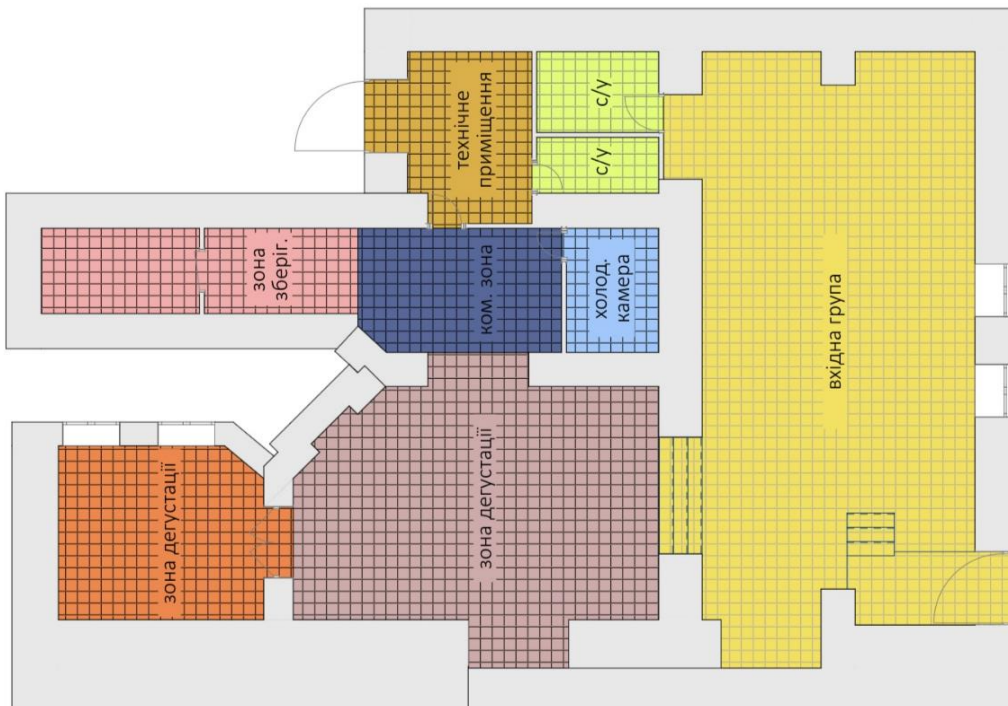 технічне
приміщення
с/у
с/у
зона
зберіг.
ком. зона
холод.
камера
вхідна група
зона дегустації
зона дегустації